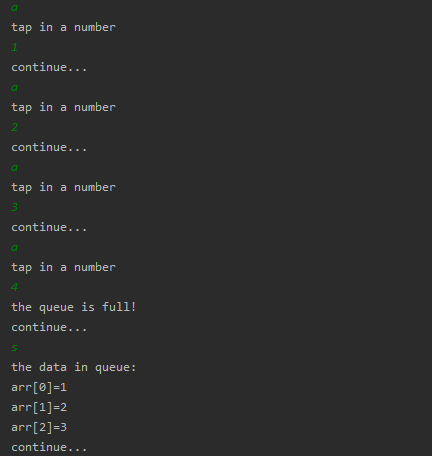 a
tap in a number
1
continue...
a
tap in a number
2
continue...
a
tap in a number
3
continue...
a
tap in a number
4
the queue is full!
continue...
s
the data in queue:
arr[0]=1
arr[1]=2
arr[2]=3
continue...